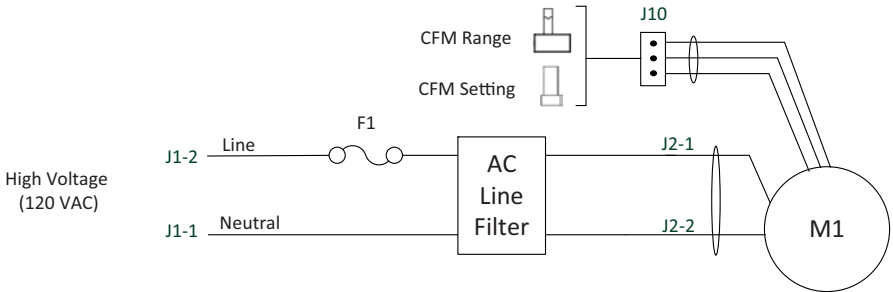 J10
CFM Range
CFM Setting
F1
J1-2
Line
AC
Line
Filter
J2-1
High Voltage
(120 VAC)
J1-1
Neutral
J2-2
M1